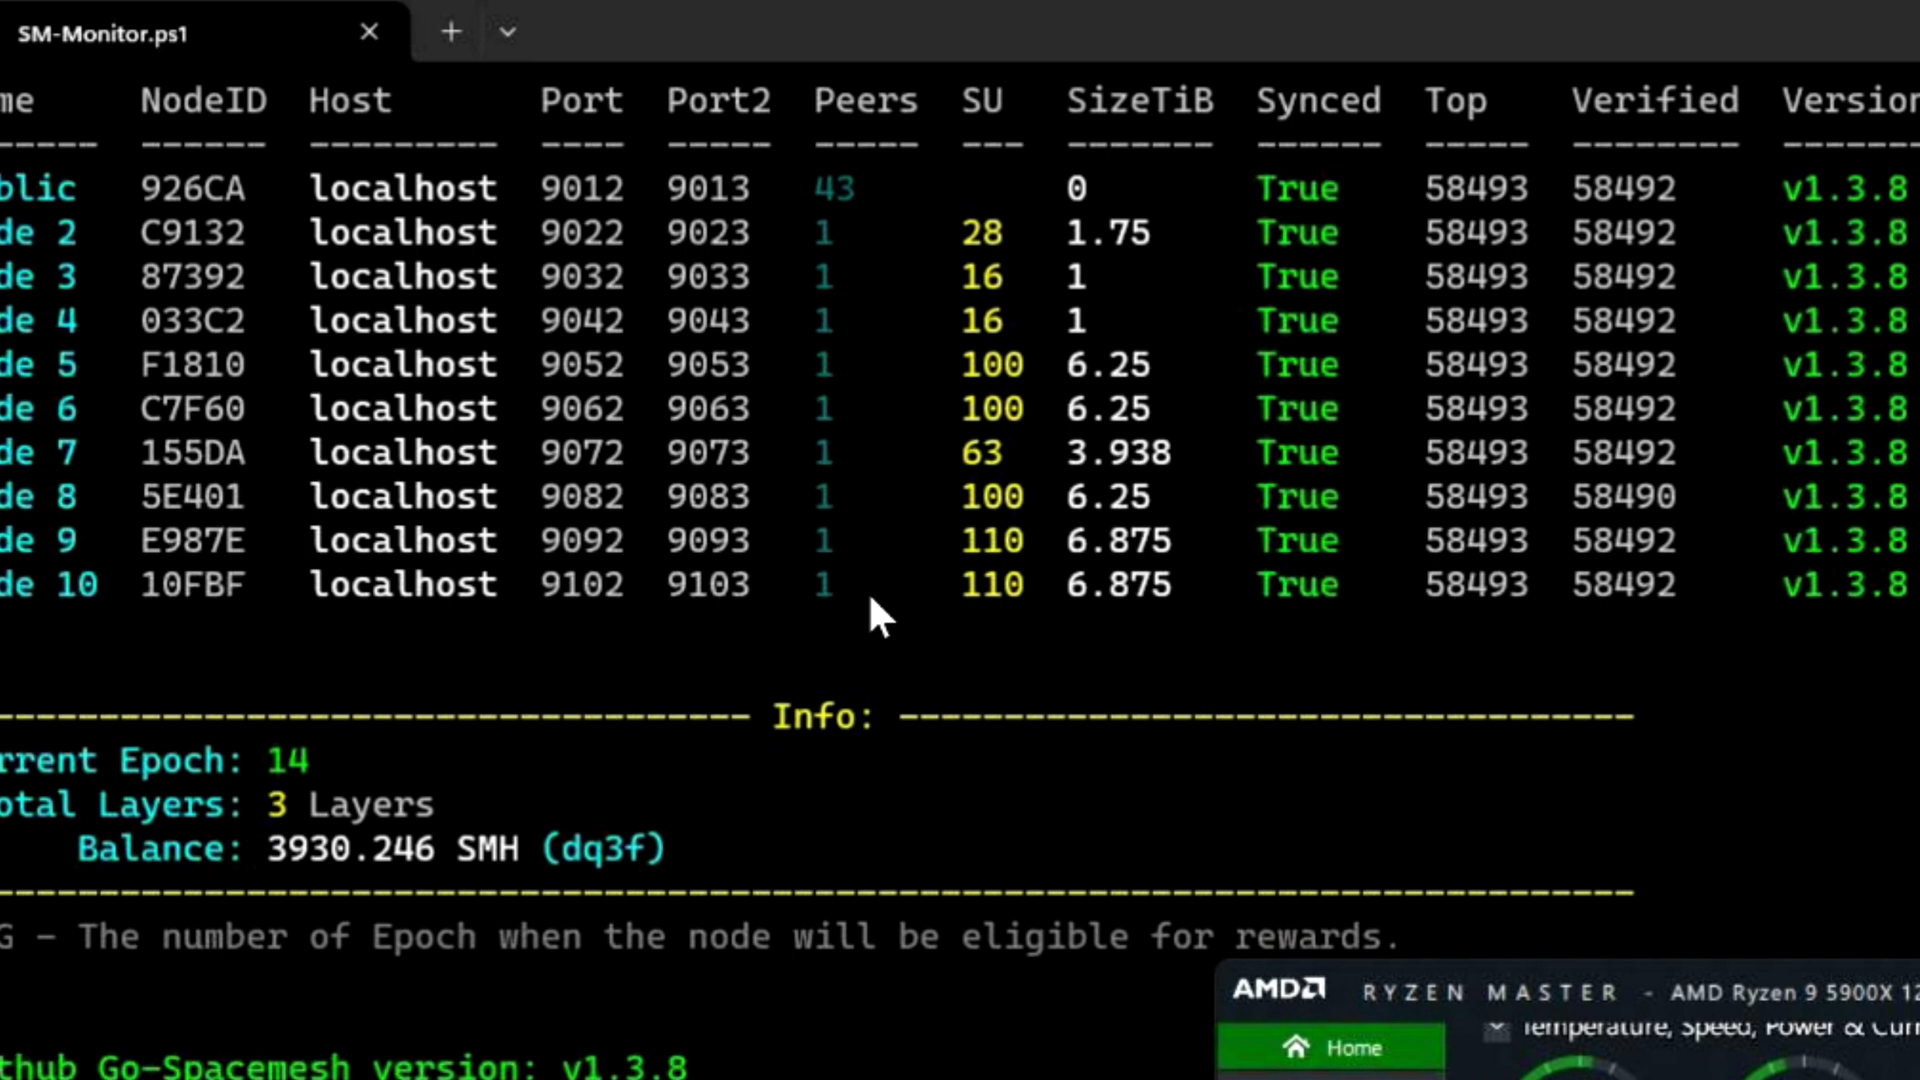 SM-Monitor.ps1
me NodeID Host Port Port2 Peers SU SizeTiB Synced Top Verified Version
----- ------ --------- ---- ----- ----- --- ------- ------ ----- -------- -------
blic 926CA localhost 9012 9013 43 0 True 58493 58492 v1.3.8
de 2 C9132 localhost 9022 9023 1 28 1.75 True 58493 58492 v1.3.8
de 3 87392 localhost 9032 9033 1 16 1 True 58493 58492 v1.3.8
de 4 033C2 localhost 9042 9043 1 16 1 True 58493 58492 v1.3.8
de 5 F1810 localhost 9052 9053 1 100 6.25 True 58493 58492 v1.3.8
de 6 C7F60 localhost 9062 9063 1 100 6.25 True 58493 58492 v1.3.8
de 7 155DA localhost 9072 9073 1 63 3.938 True 58493 58492 v1.3.8
de 8 5E401 localhost 9082 9083 1 100 6.25 True 58493 58490 v1.3.8
de 9 E987E localhost 9092 9093 1 110 6.875 True 58493 58492 v1.3.8
de 10 10FBF localhost 9102 9103 1 110 6.875 True 58493 58492 v1.3.8
------------------------------------ Info: -----------------------------------
rrent Epoch: 14
otal Layers: 3 Layers
Balance: 3930.246 SMH (dq3f)
------------------------------------------------------------------------------
G - The number of Epoch when the node will be eligible for rewards.
AMD RYZEN MASTER - AMD Ryzen 9 5900X 12
Temperature, Speed, Power & Curr
Home
thub Go-Spacemesh version: v1.3.8